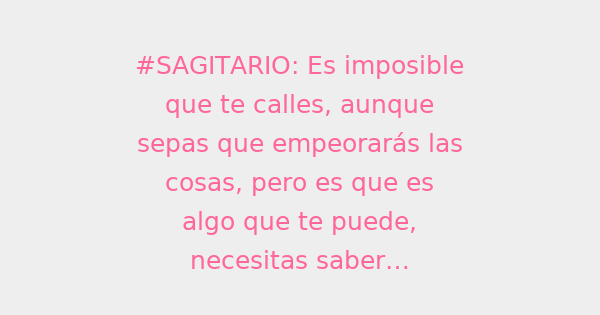 #SAGITARIO: Es imposible
que te calles, aunque
sepas que empeorarás las
cosas, pero es que es
algo que te puede,
necesitas saber...